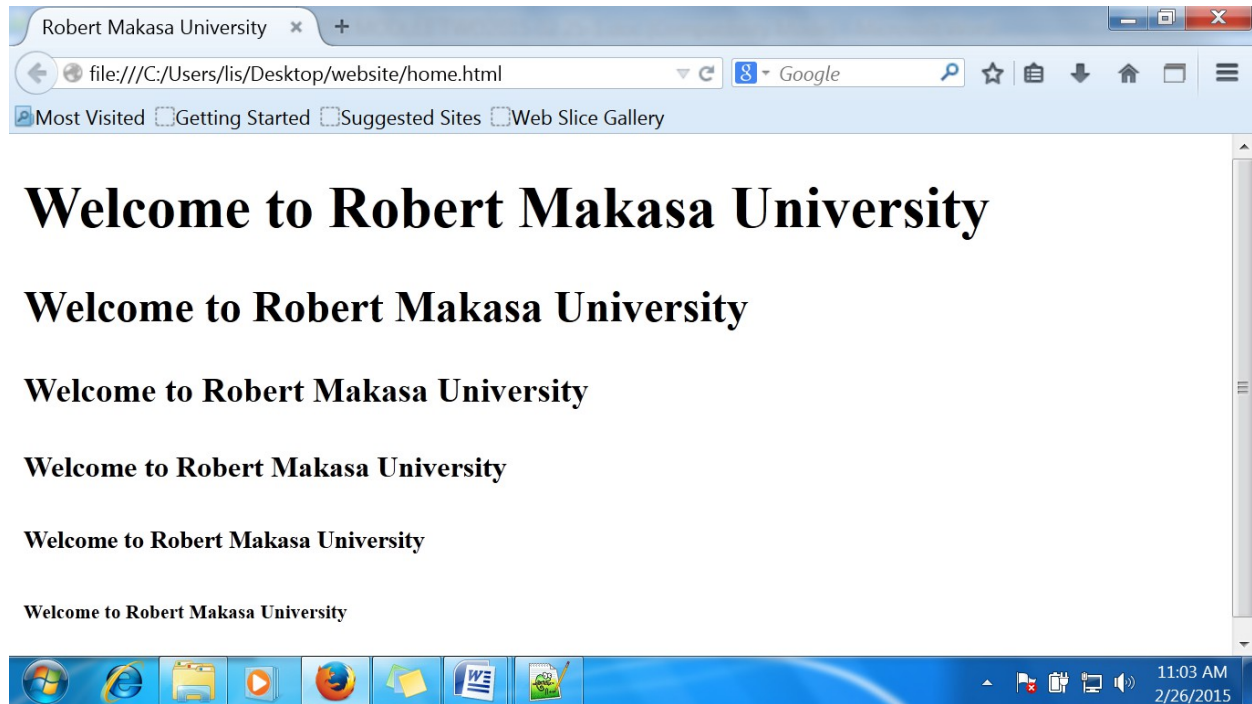 Robert Makasa University
file:///C:/Users/lis/Desktop/website/home.html
8 Google
Most Visited Getting Started Suggested Sites Web Slice Gallery
Welcome to Robert Makasa University
Welcome to Robert Makasa University
Welcome to Robert Makasa University
Welcome to Robert Makasa University
Welcome to Robert Makasa University
Welcome to Robert Makasa University
W
11:03 AM
2/26/2015